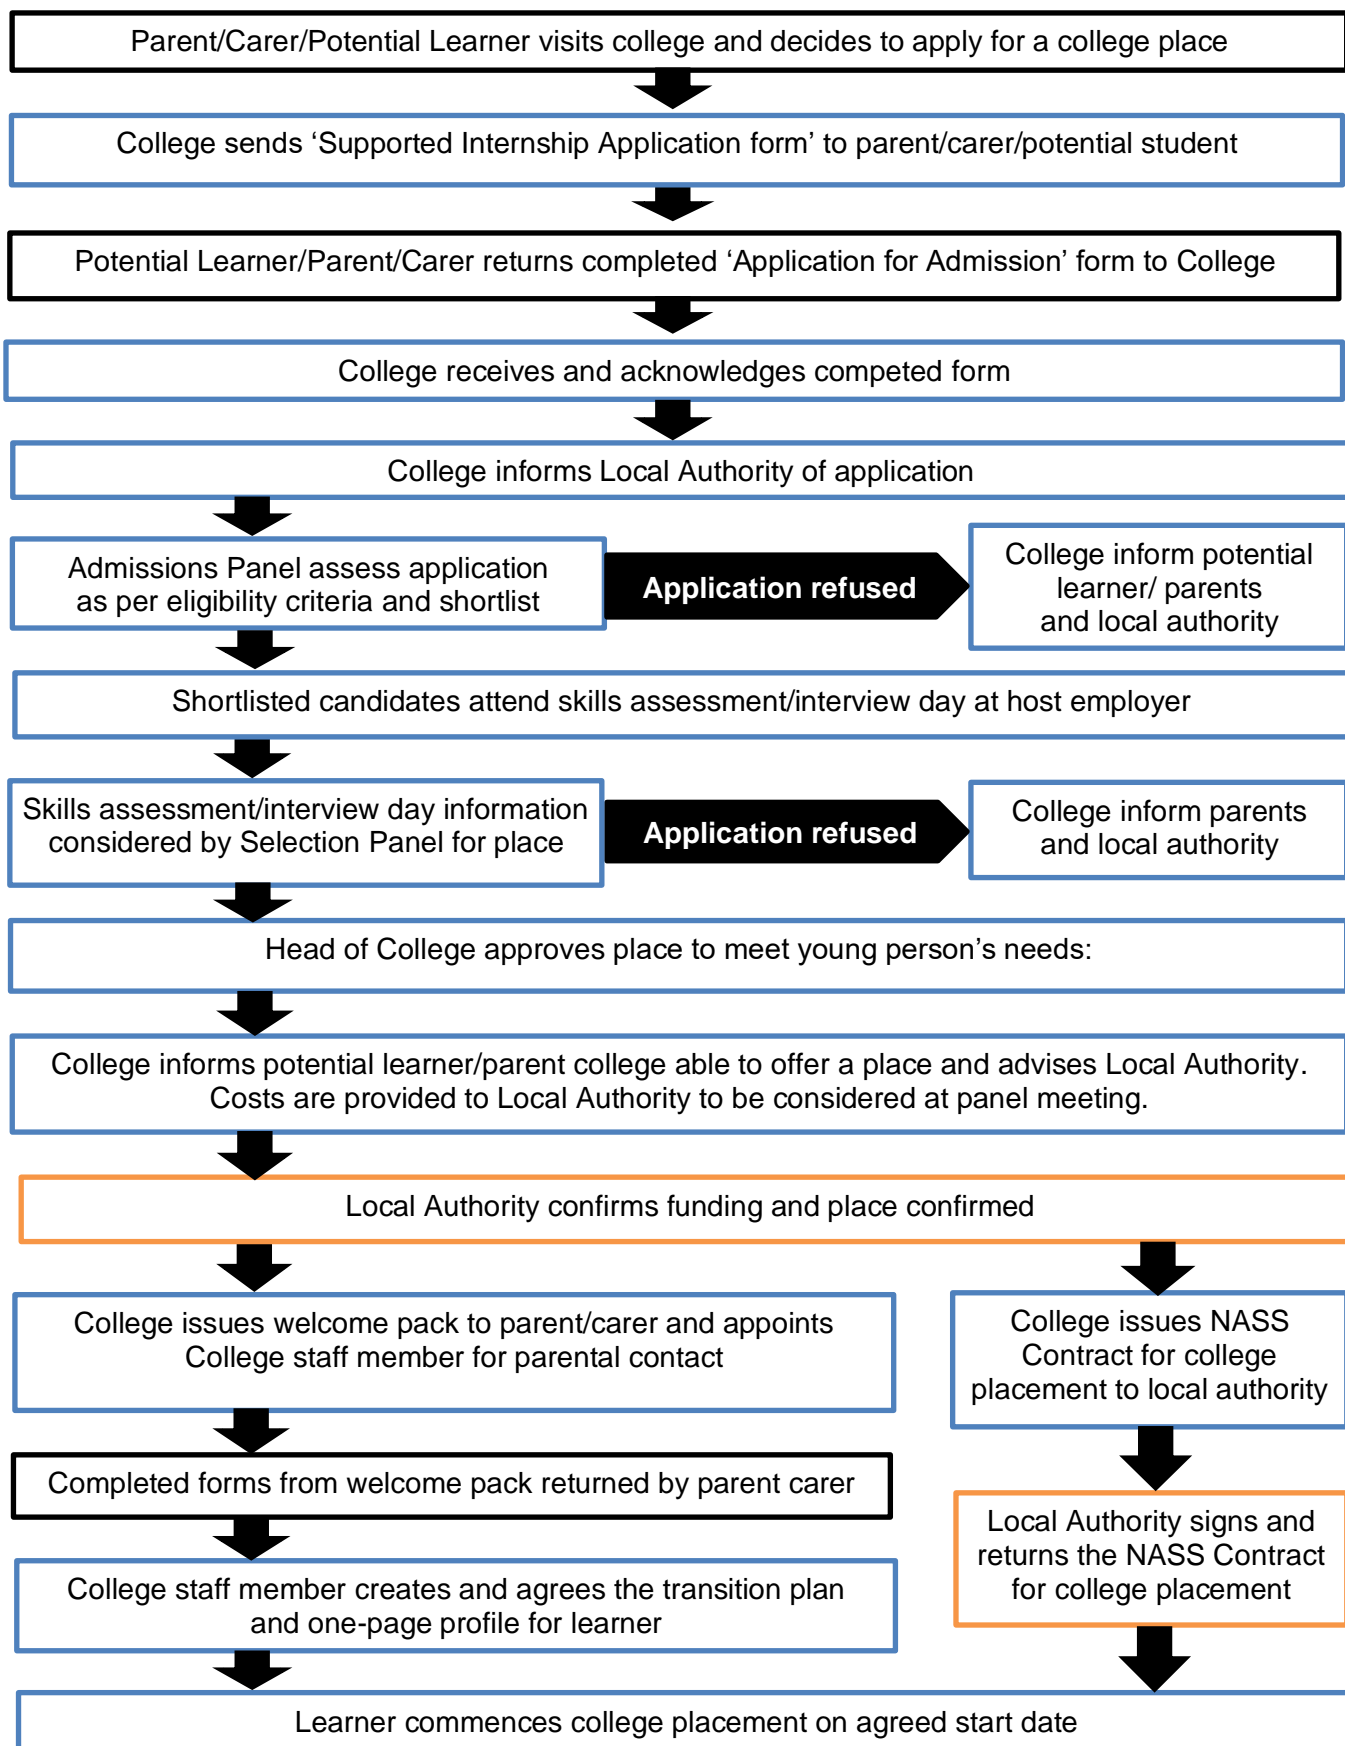 Parent/Carer/Potential Learner visits college and decides to apply for a college place
College sends ‘Supported Internship Application form’ to parent/carer/potential student
Potential Learner/Parent/Carer returns completed ‘Application for Admission’ form to College
College receives and acknowledges competed form
College informs Local Authority of application
Admissions Panel assess application
as per eligibility criteria and shortlist
Application refused
College inform potential
learner/ parents
and local authority
Shortlisted candidates attend skills assessment/interview day at host employer
Skills assessment/interview day information
considered by Selection Panel for place
Application refused
College inform parents
and local authority
Head of College approves place to meet young person’s needs:
College informs potential learner/parent college able to offer a place and advises Local Authority.
Costs are provided to Local Authority to be considered at panel meeting.
Local Authority confirms funding and place confirmed
College issues welcome pack to parent/carer and appoints
College staff member for parental contact
College issues NASS
Contract for college
placement to local authority
Completed forms from welcome pack returned by parent carer
Local Authority signs and
returns the NASS Contract
for college placement
College staff member creates and agrees the transition plan
and one-page profile for learner
Learner commences college placement on agreed start date